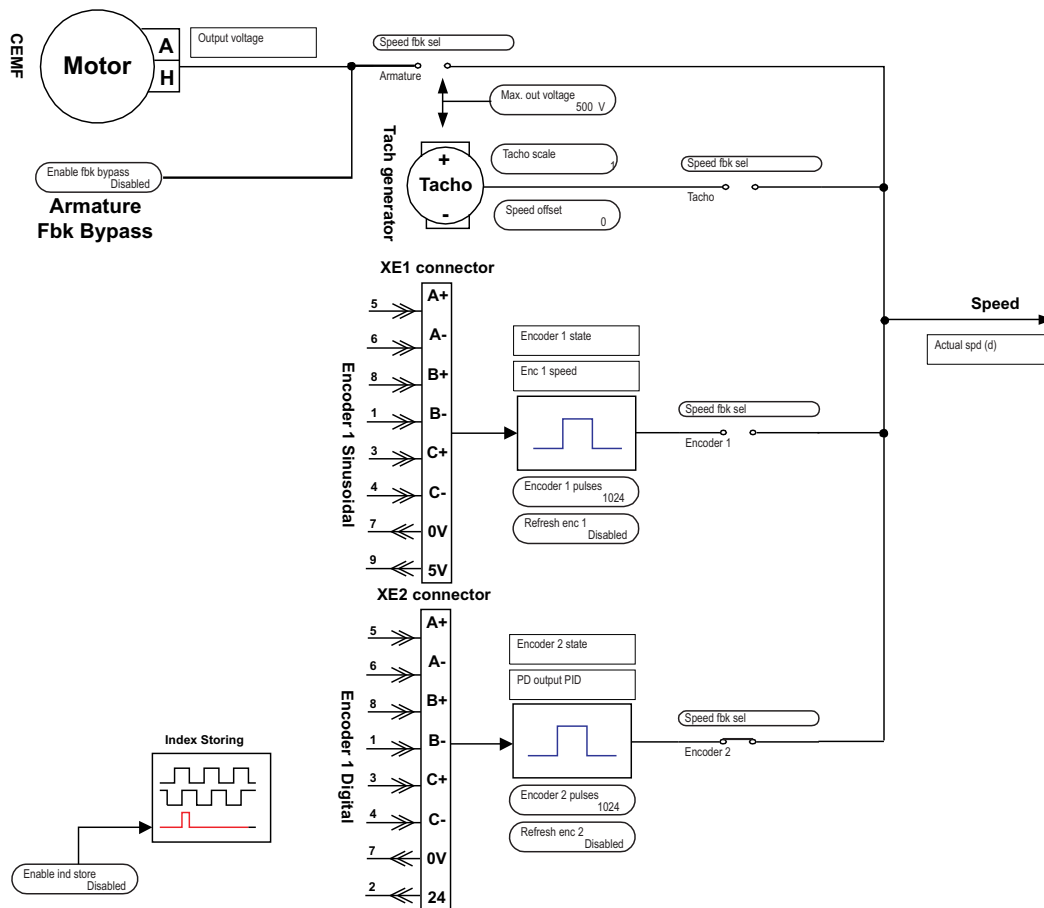 CEMF
Motor
A
H
Output voltage
Speed fbk sel
Armature
Max. out voltage
500 V
Enable fbk bypass
Disabled
Armature
Fbk Bypass
Tach generator
+
Tacho
-
Tacho scale
1
Speed offset
0
Speed fbk sel
Tacho
XE1 connector
Encoder 1 Sinusoidal
5 A+
6 A-
8 B+
1 B-
3 C+
4 C-
7 0V
9 5V
Encoder 1 state
Enc 1 speed
Encoder 1 pulses
1024
Refresh enc 1
Disabled
Speed fbk sel
Encoder 1
Speed
Actual spd (d)
XE2 connector
Encoder 1 Digital
5 A+
6 A-
8 B+
1 B-
3 C+
4 C-
7 0V
2 24
Encoder 2 state
PD output PID
Encoder 2 pulses
1024
Refresh enc 2
Disabled
Speed fbk sel
Encoder 2
Index Storing
Enable ind store
Disabled